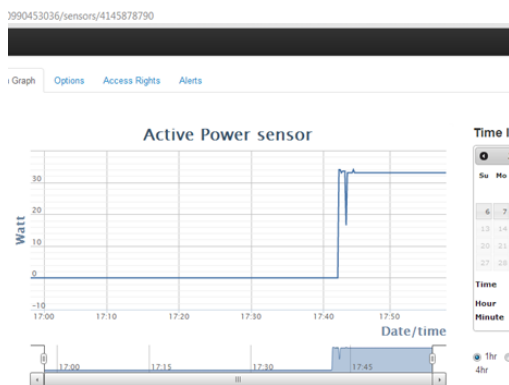 0990453036/sensors/4145878790
Graph Options Access Rights Alerts
Active Power sensor
Time
Su Mo
30
20
10
0
-10
Watt
17:00 17:10 17:20 17:30 17:40 17:50
Date/time
17:00 17:15 17:30 17:45
6 7
13 14
20 21
27 28
Time
Hour
Minute
1hr
4hr